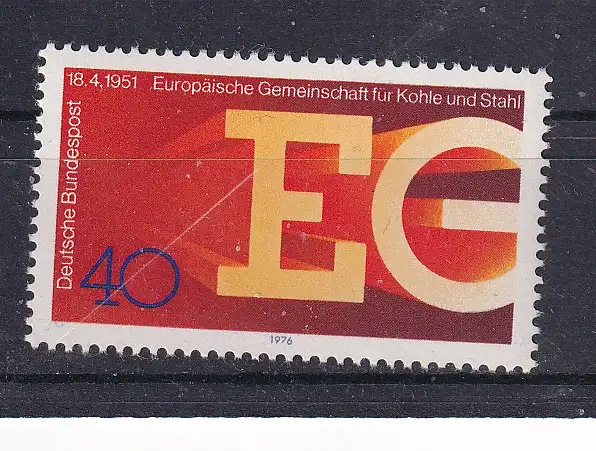 18.4.1951 Europäische Gemeinschaft für Kohle und Stahl
Deutsche Bundespost
EG
40
1976